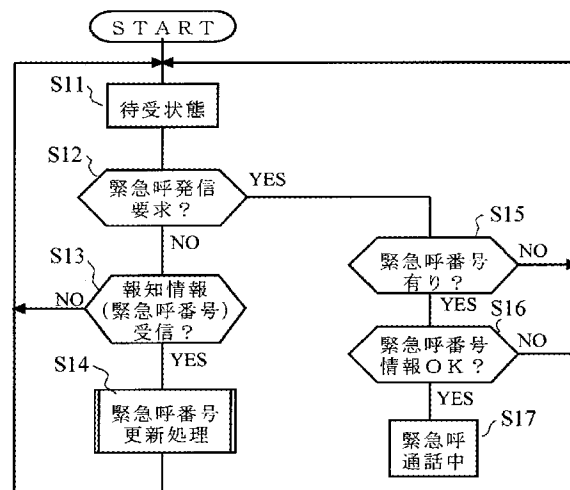 ＳＴＡＲＴ
S11
待受状態
S12
緊急呼発信
要求？
YES
NO
S13
報知情報
(緊急呼番号)
受信？
NO
YES
S14
緊急呼番号
更新処理
S15
緊急呼番号
有り？
NO
YES
S16
緊急呼番号
情報ＯＫ？
NO
YES
S17
緊急呼
通話中